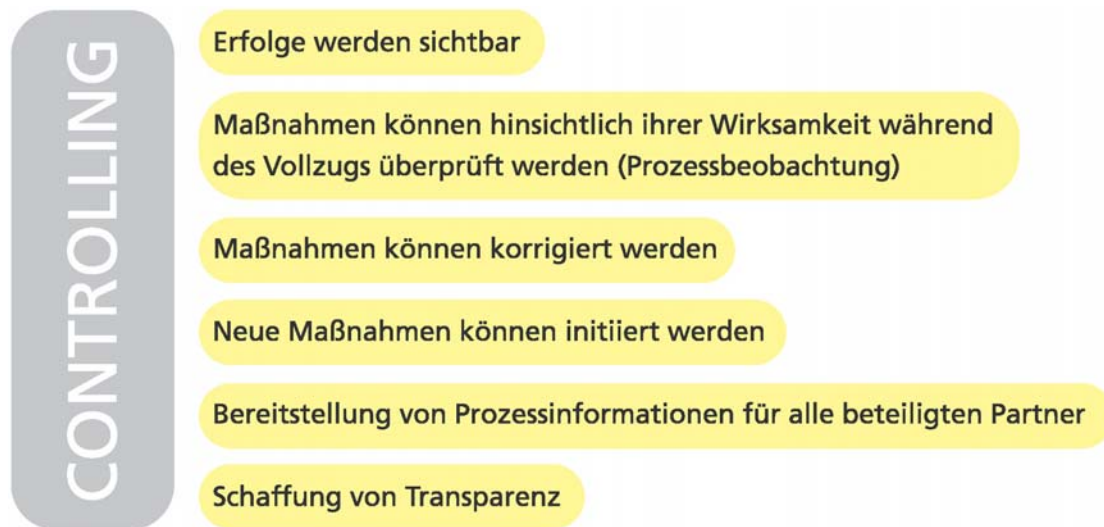 CONTROLLING
Erfolge werden sichtbar
Maßnahmen können hinsichtlich ihrer Wirksamkeit während
des Vollzugs überprüft werden (Prozessbeobachtung)
Maßnahmen können korrigiert werden
Neue Maßnahmen können initiiert werden
Bereitstellung von Prozessinformationen für alle beteiligten Partner
Schaffung von Transparenz